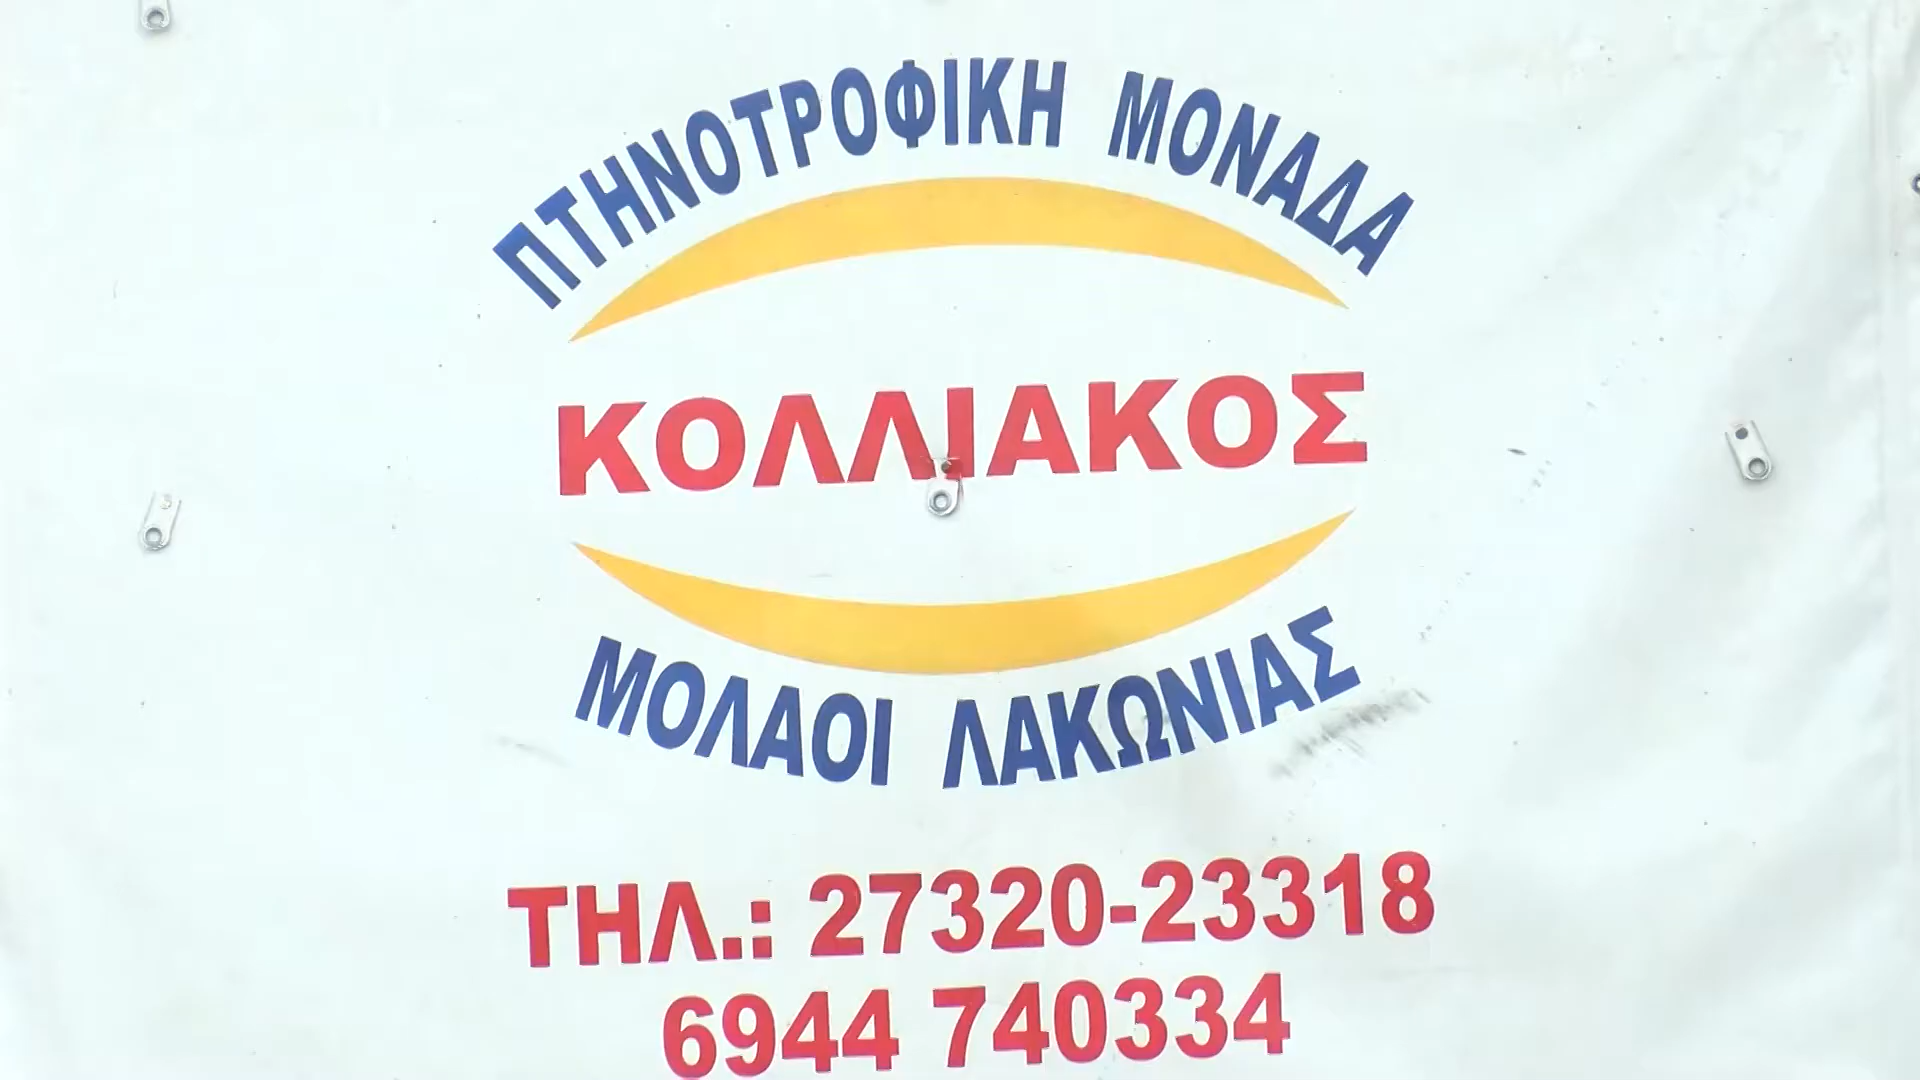 ΠΤΗΝΟΤΡΟΦΙΚΗ ΜΟΝΑΔΑ
ΚΟΛΛΙΑΚΟΣ
ΜΟΛΑΟΙ ΛΑΚΩΝΙΑΣ
ΤΗΛ.: 27320-23318
6944 740334